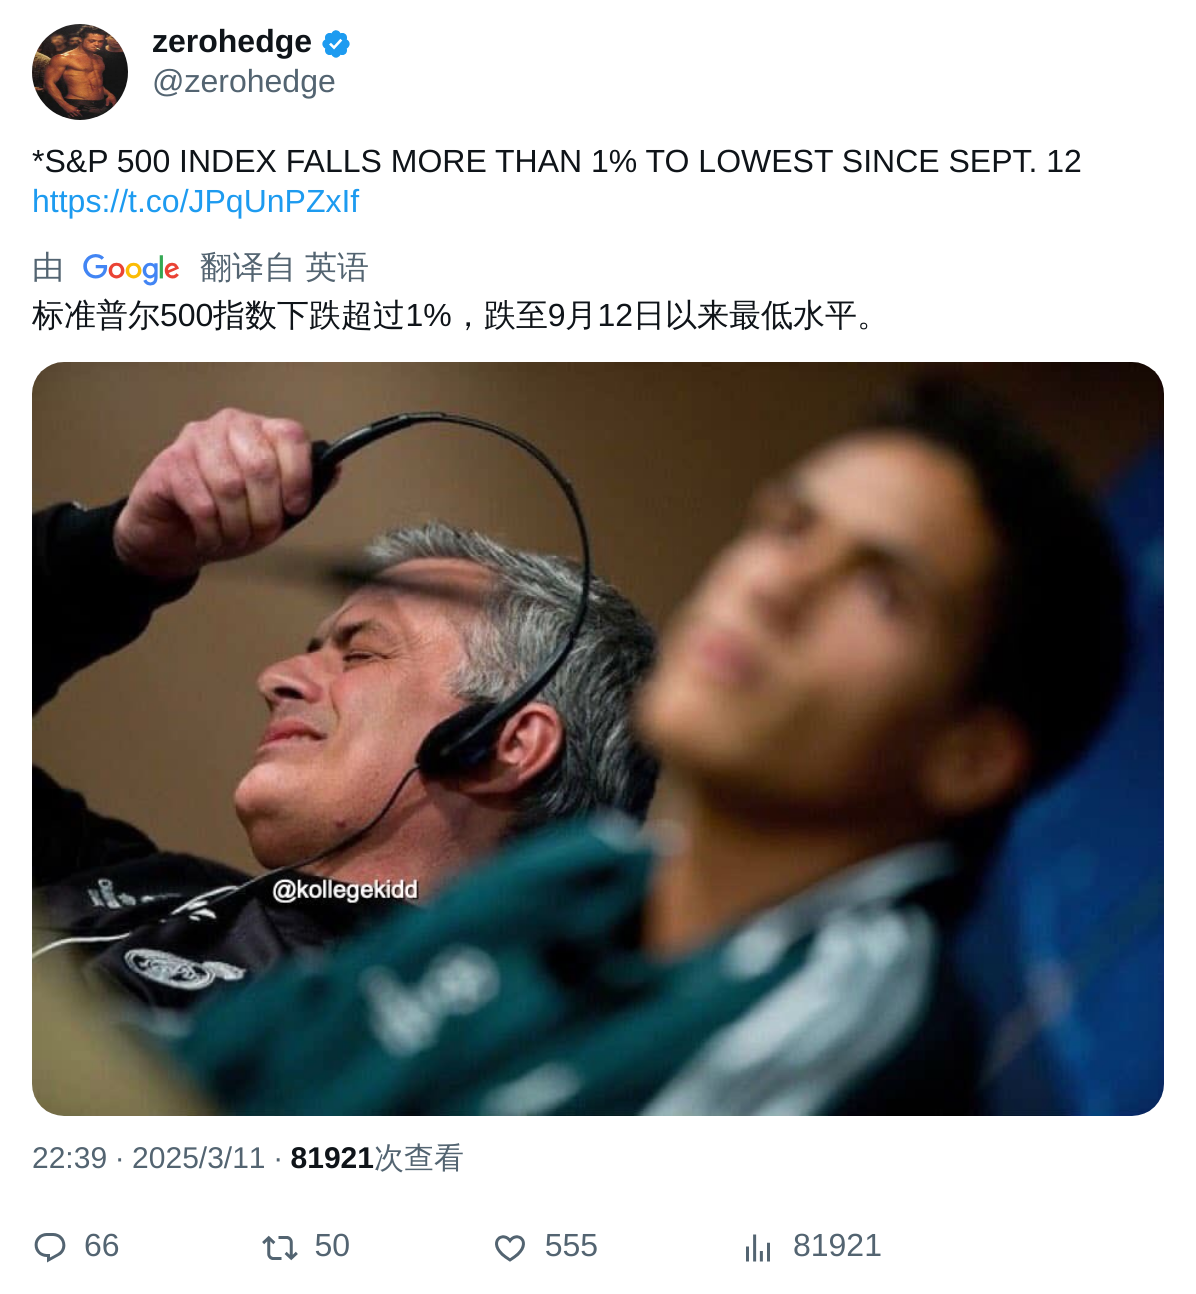 zerohedge
@zerohedge
*S&P 500 INDEX FALLS MORE THAN 1% TO LOWEST SINCE SEPT. 12
https://t.co/JPqUnPZxIf
由 Google 翻译自 英语
标准普尔500指数下跌超过1%，跌至9月12日以来最低水平。
@kollegekidd
22:39 · 2025/3/11 · 81921次查看
66 50 555 81921